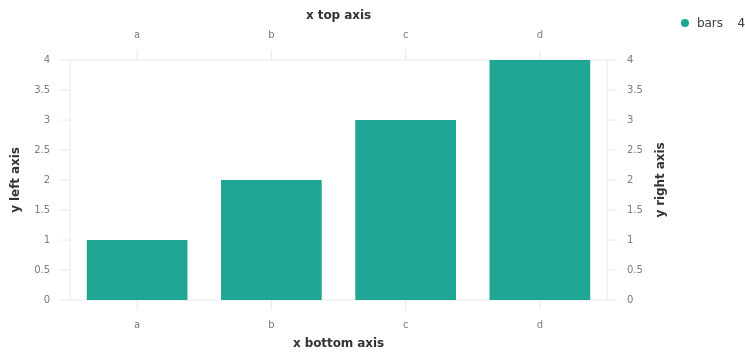 x top axis
a b c d
bars 4
y left axis
4
3.5
3
2.5
2
1.5
1
0.5
0
4
3.5
3
2.5
2
1.5
1
0.5
0
y right axis
a b c d
x bottom axis